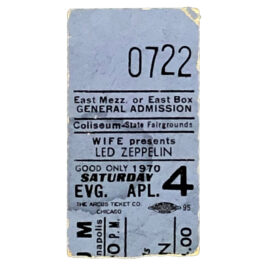 0722
East Mezz. or East Box
GENERAL ADMISSION
Coliseum-State Fairgrounds
WIFE presents
LED ZEPPELIN
GOOD ONLY 1970
SATURDAY
EVG. APL. 4
THE ARCUS TICKET CO.
CHICAGO
95